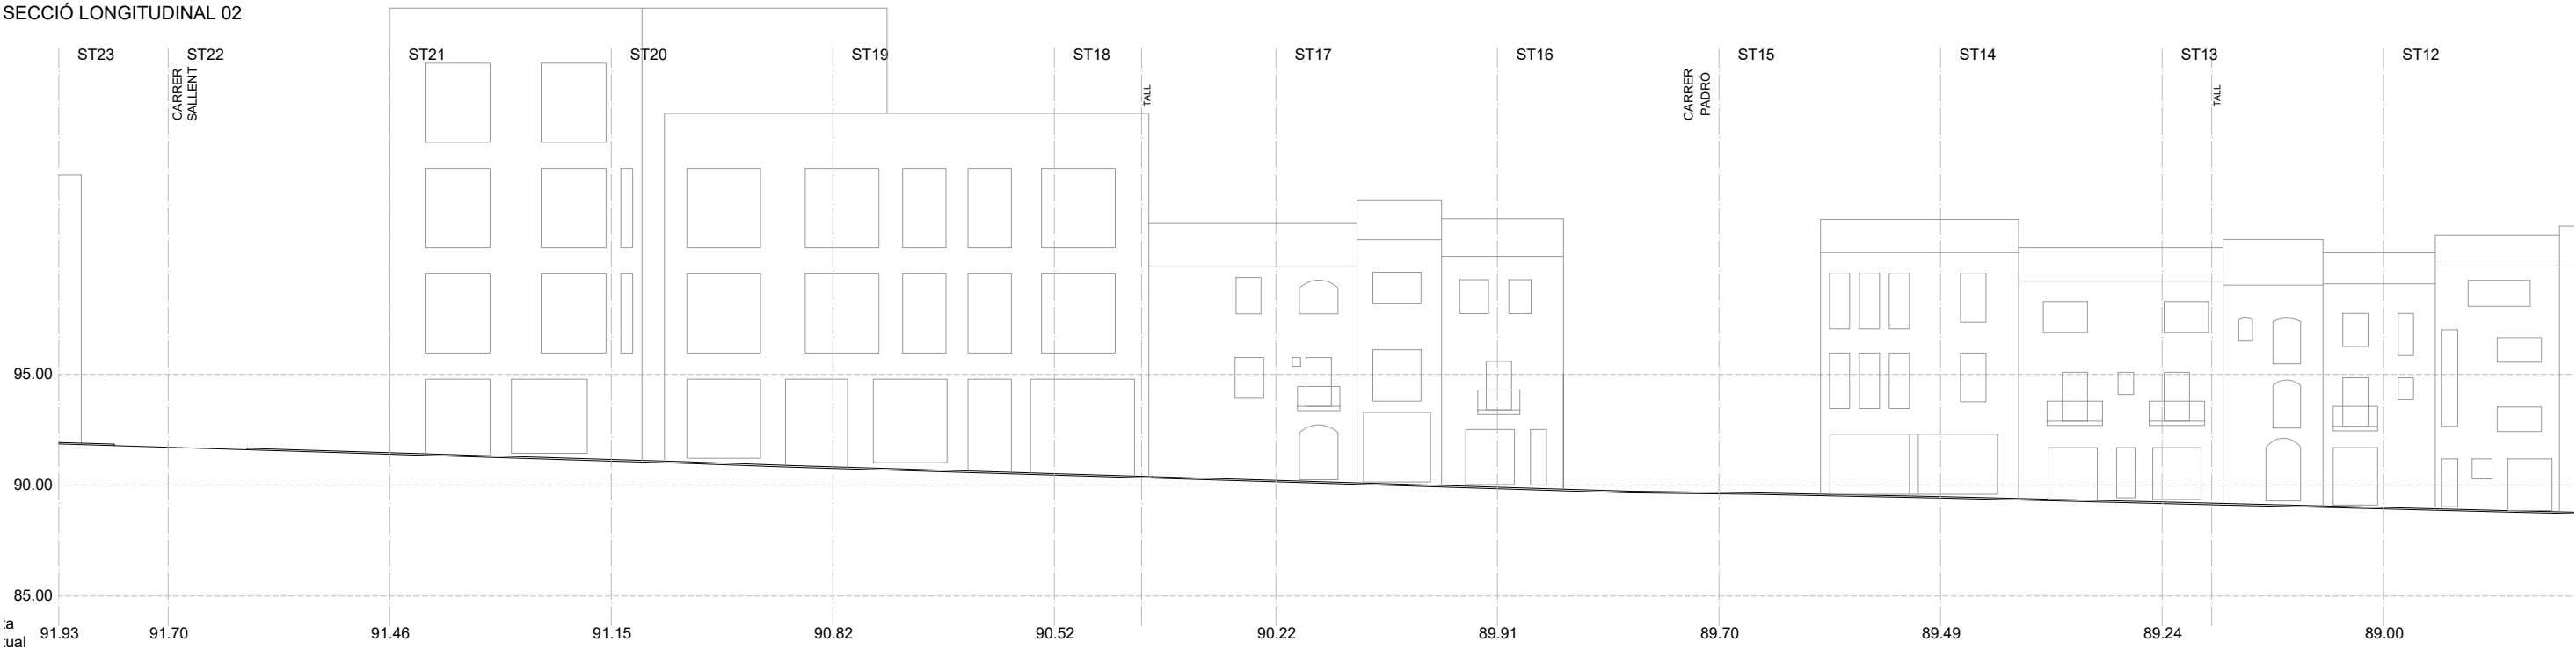 SECCIÓ LONGITUDINAL 02
ST23 ST22 ST21 ST20 ST19 ST18 ST17 ST16 ST15 ST14 ST13 ST12
CARRER
SALLENT
TALL
CARRER
PADRÓ
TALL
95.00
90.00
85.00
ta
tual
91.93 91.70 91.46 91.15 90.82 90.52 90.22 89.91 89.70 89.49 89.24 89.00